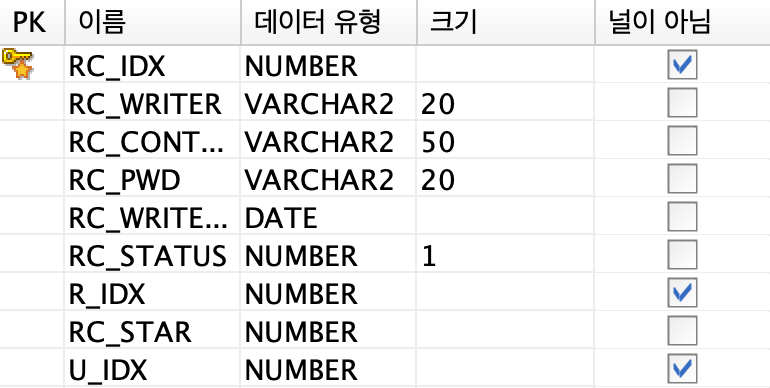 PK 이름 데이터 유형 크기 널이 아님
RC_IDX NUMBER
RC_WRITER VARCHAR2 20
RC_CONT... VARCHAR2 50
RC_PWD VARCHAR2 20
RC_WRITE... DATE
RC_STATUS NUMBER 1
R_IDX NUMBER
RC_STAR NUMBER
U_IDX NUMBER